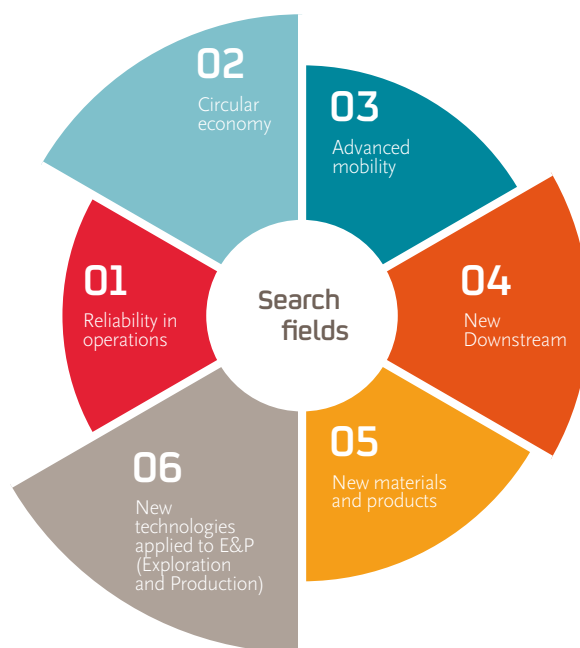 02
Circular
economy
03
Advanced
mobility
01
Reliability in
operations
Search
fields
04
New
Downstream
05
New materials
and products
06
New
technologies
applied to E&P
(Exploration
and Production)